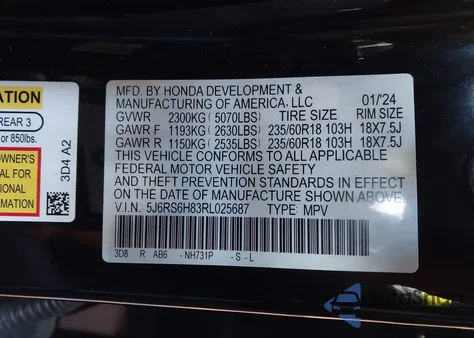 ATION
REAR 3
or 850lbs.
OWNER'S
AL FOR
IONAL
MATION
3D4 A2
MFD. BY HONDA DEVELOPMENT &
MANUFACTURING OF AMERICA, LLC 01/'24
GVWR 2300KG (5070LBS) TIRE SIZE RIM SIZE
GAWR F 1193KG (2630LBS) 235/60R18 103H 18X7.5J
GAWR R 1150KG (2535LBS) 235/60R18 103H 18X7.5J
THIS VEHICLE CONFORMS TO ALL APPLICABLE
FEDERAL MOTOR VEHICLE SAFETY
AND THEFT PREVENTION STANDARDS IN EFFECT
ON THE DATE OF MANUFACTURE SHOWN ABOVE.
V.I.N. 5J6RS6H83RL025687 TYPE: MPV
3D8 R AB6 -NH731P -S-L
AutoShop